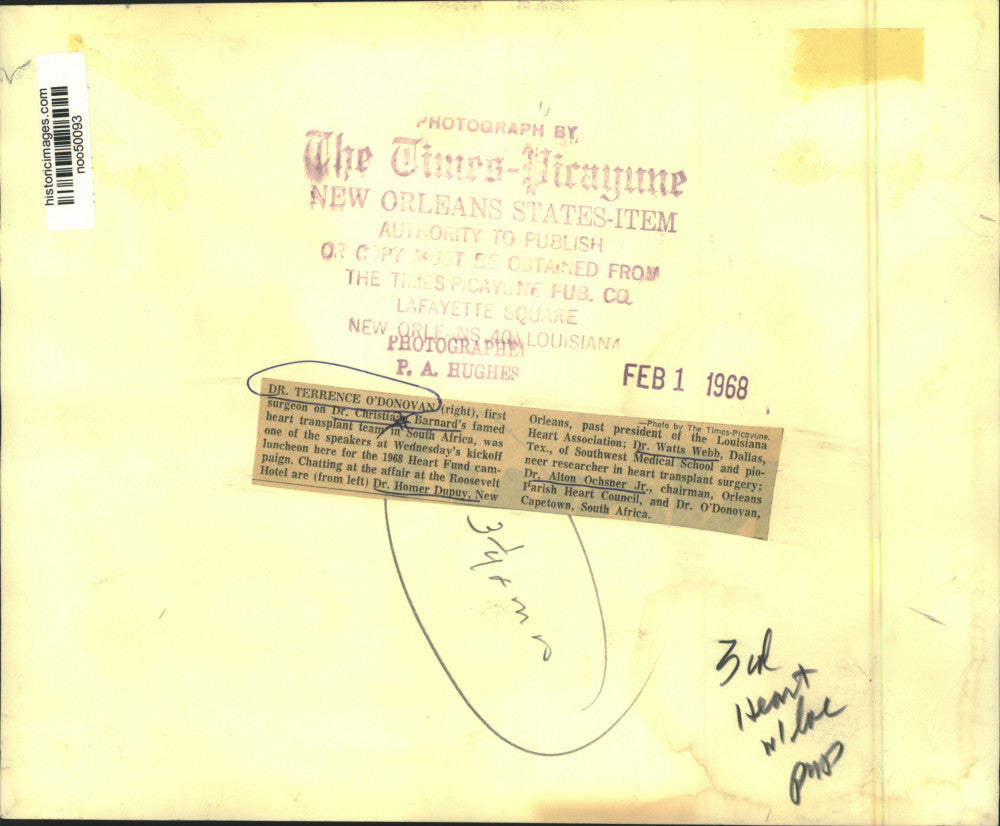 historicimages.com
noo50093
PHOTOGRAPH BY
The Times-Picayune
NEW ORLEANS STATES-ITEM
AUTHORITY TO PUBLISH
OR COPY MUST BE OBTAINED FROM
THE TIMES PICAYUNE PUB. CO.
LAFAYETTE SQUARE
NEW ORLEANS 40, LOUISIANA
PHOTOGRAPHER
P. A. HUGHES
FEB 1 1968
DR. TERRENCE O'DONOVAN (right), first
surgeon on Dr. Christiaan Barnard's famed
heart transplant team in South Africa, was
one of the speakers at Wednesday's kickoff
luncheon here for the 1968 Heart Fund cam-
paign. Chatting at the affair at the Roosevelt
Hotel are (from left) Dr. Homer Dupuy, New
—Photo by The Times-Picayune.
Orleans, past president of the Louisiana
Heart Association; Dr. Watts Webb, Dallas,
Tex., of Southwest Medical School and pio-
neer researcher in heart transplant surgery;
Dr. Alton Ochsner Jr., chairman, Orleans
Parish Heart Council, and Dr. O'Donovan,
Capetown, South Africa.
Heart